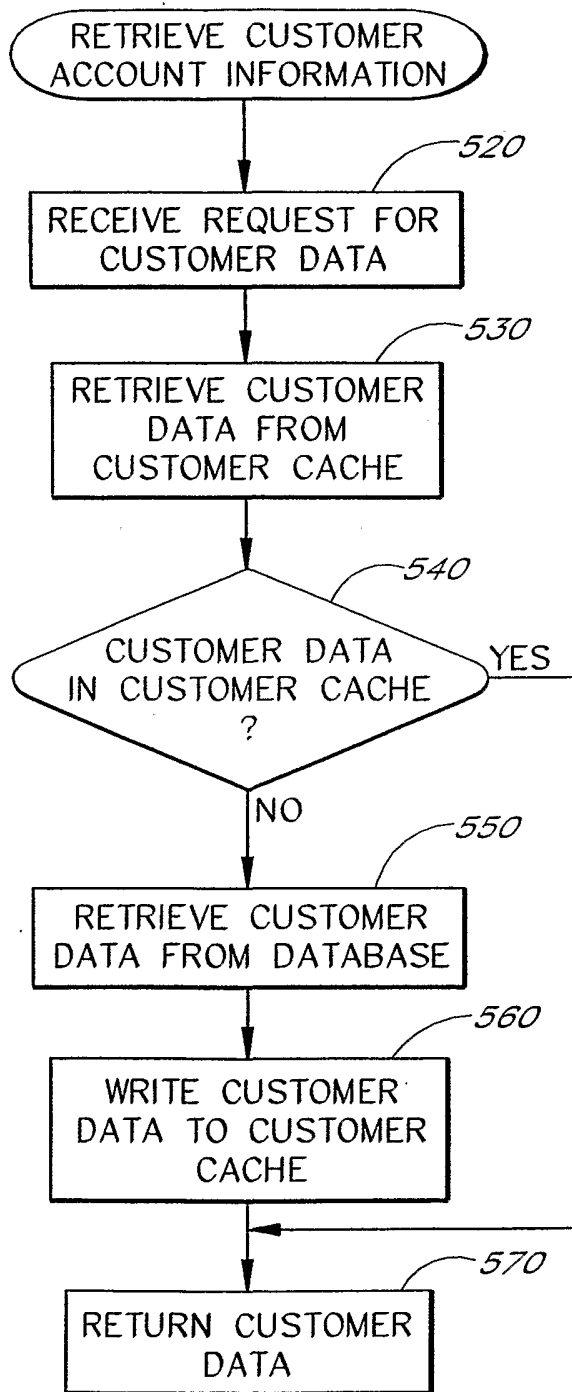 RETRIEVE CUSTOMER
ACCOUNT INFORMATION
520
RECEIVE REQUEST FOR
CUSTOMER DATA
530
RETRIEVE CUSTOMER
DATA FROM
CUSTOMER CACHE
540
CUSTOMER DATA
IN CUSTOMER CACHE
?
YES
NO
550
RETRIEVE CUSTOMER
DATA FROM DATABASE
560
WRITE CUSTOMER
DATA TO CUSTOMER
CACHE
570
RETURN CUSTOMER
DATA